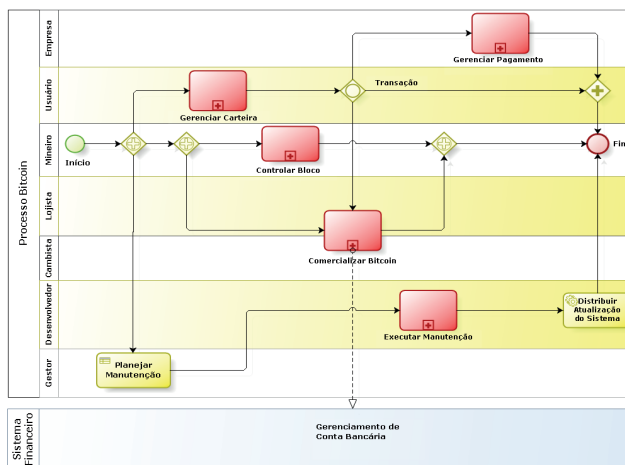 Processo Bitcoin
Empresa
Gerenciar Pagamento
Usuário
Gerenciar Carteira
Transação
Mineiro
Início
Controlar Bloco
Fin
Lojista
Cambista
Comercializar Bitcoin
Desenvolvedor
Executar Manutenção
Distribuir
Atualização
do Sistema
Gestor
Planejar
Manutenção
Sistema
Financeiro
Gerenciamento de
Conta Bancária